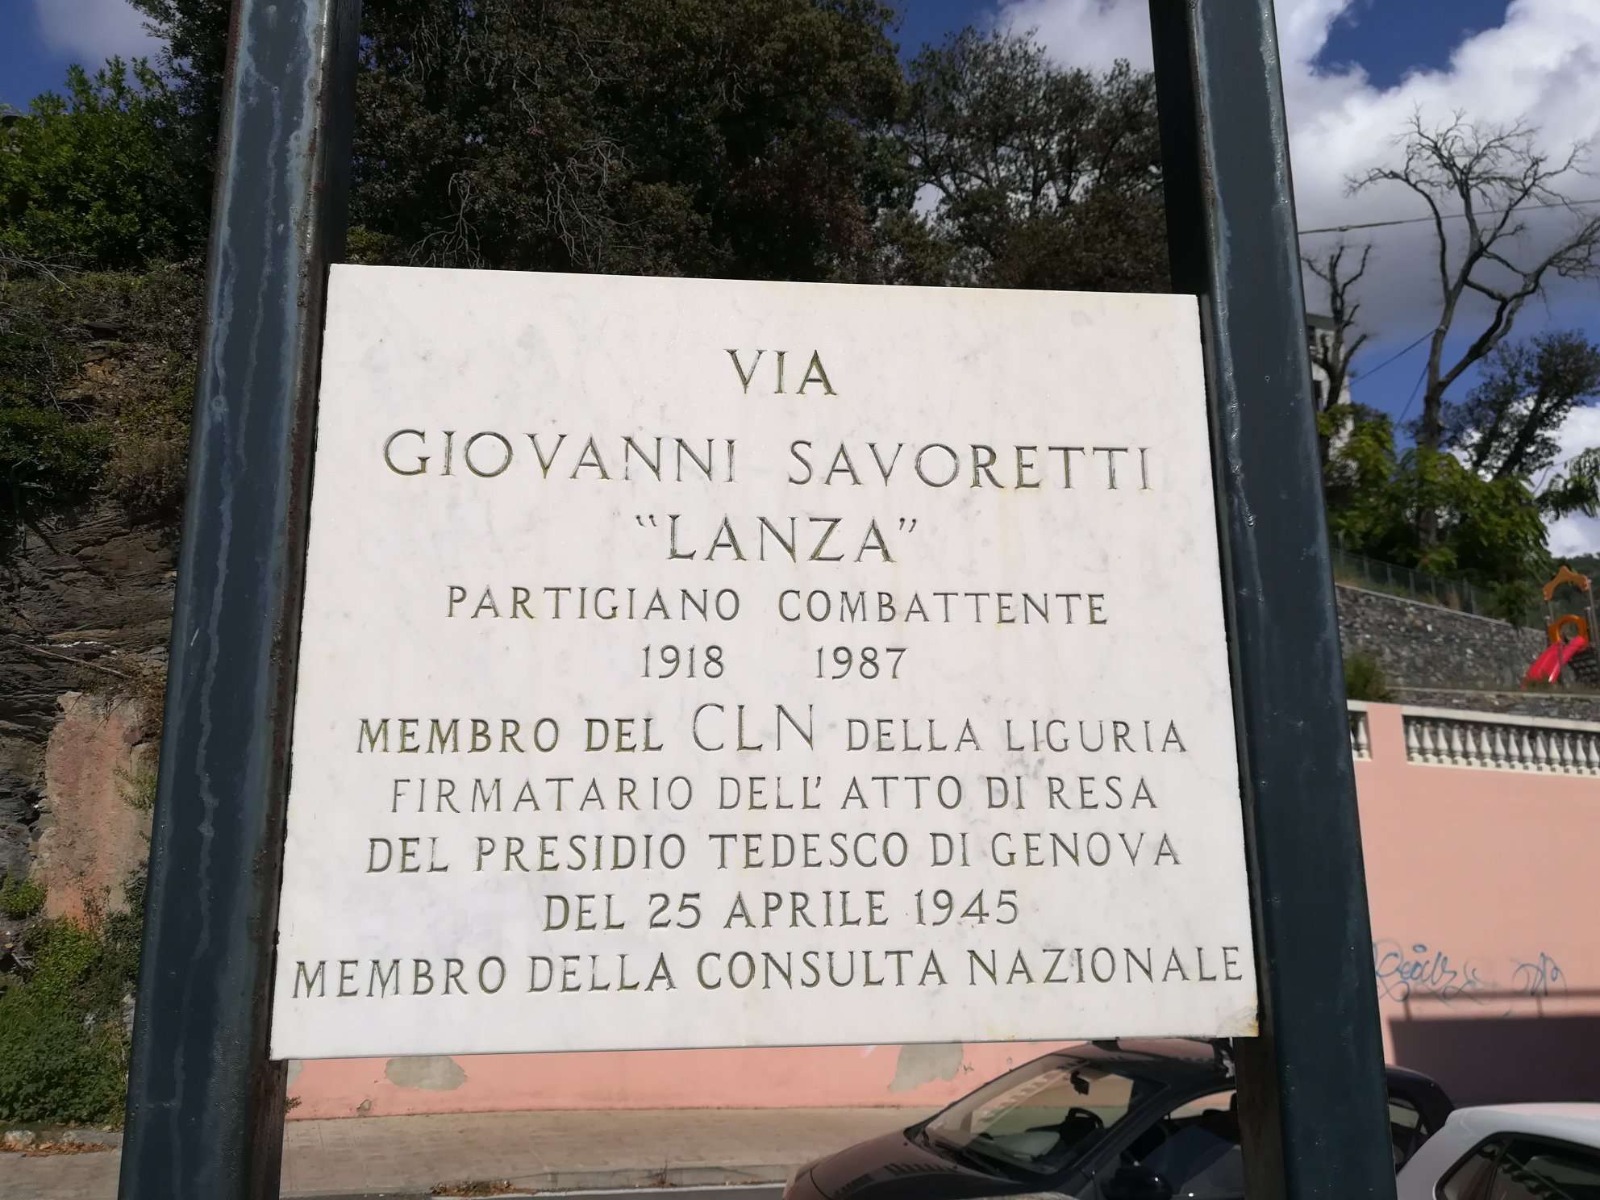 VIA
GIOVANNI SAVORETTI
“LANZA”
PARTIGIANO COMBATTENTE
1918 1987
MEMBRO DEL CLN DELLA LIGURIA
FIRMATARIO DELL' ATTO DI RESA
DEL PRESIDIO TEDESCO DI GENOVA
DEL 25 APRILE 1945
MEMBRO DELLA CONSULTA NAZIONALE